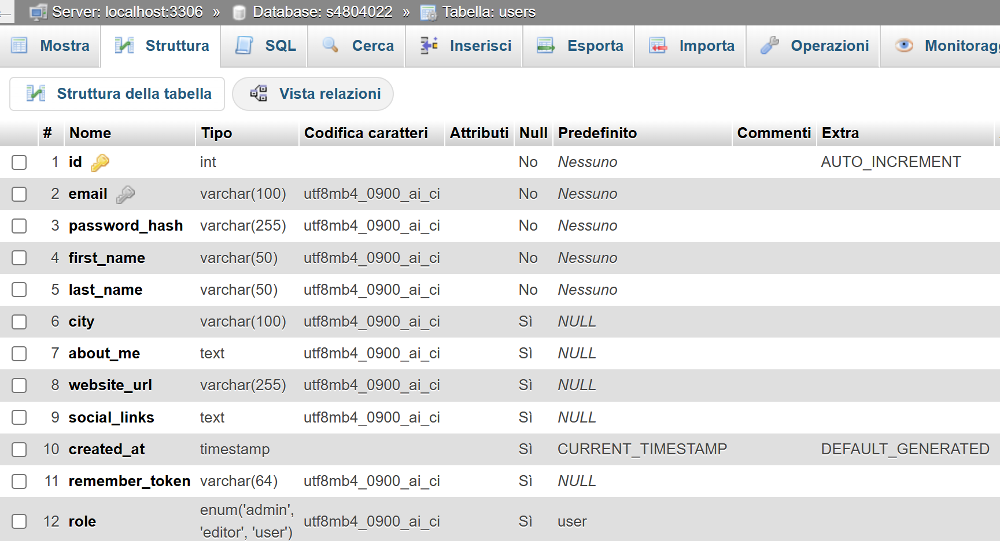 Server: localhost:3306 » Database: s4804022 » Tabella: users
Mostra Struttura SQL Cerca Inserisci Esporta Importa Operazioni
Struttura della tabella Vista relazioni
# Nome Tipo Codifica caratteri Attributi Null Predefinito Commenti Extra
1 id int No Nessuno AUTO_INCREMENT
2 email varchar(100) utf8mb4_0900_ai_ci No Nessuno
3 password_hash varchar(255) utf8mb4_0900_ai_ci No Nessuno
4 first_name varchar(50) utf8mb4_0900_ai_ci No Nessuno
5 last_name varchar(50) utf8mb4_0900_ai_ci No Nessuno
6 city varchar(100) utf8mb4_0900_ai_ci Sì NULL
7 about_me text utf8mb4_0900_ai_ci Sì NULL
8 website_url varchar(255) utf8mb4_0900_ai_ci Sì NULL
9 social_links text utf8mb4_0900_ai_ci Sì NULL
10 created_at timestamp Sì CURRENT_TIMESTAMP DEFAULT_GENERATED
11 remember_token varchar(64) utf8mb4_0900_ai_ci Sì NULL
12 role enum('admin', 'editor', 'user') utf8mb4_0900_ai_ci Sì user